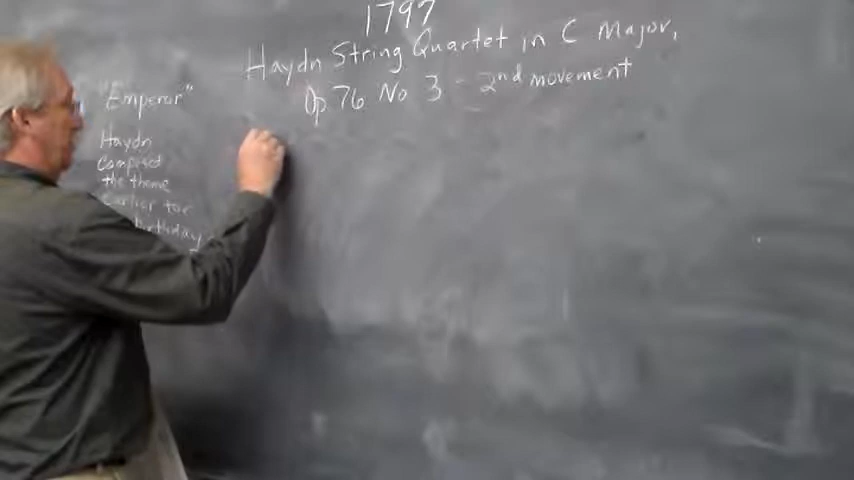 1797
Haydn String Quartet in C Major,
Op. 76 No 3 - 2nd movement
"Emperor"
Haydn
composed
the theme
earlier for
birthday